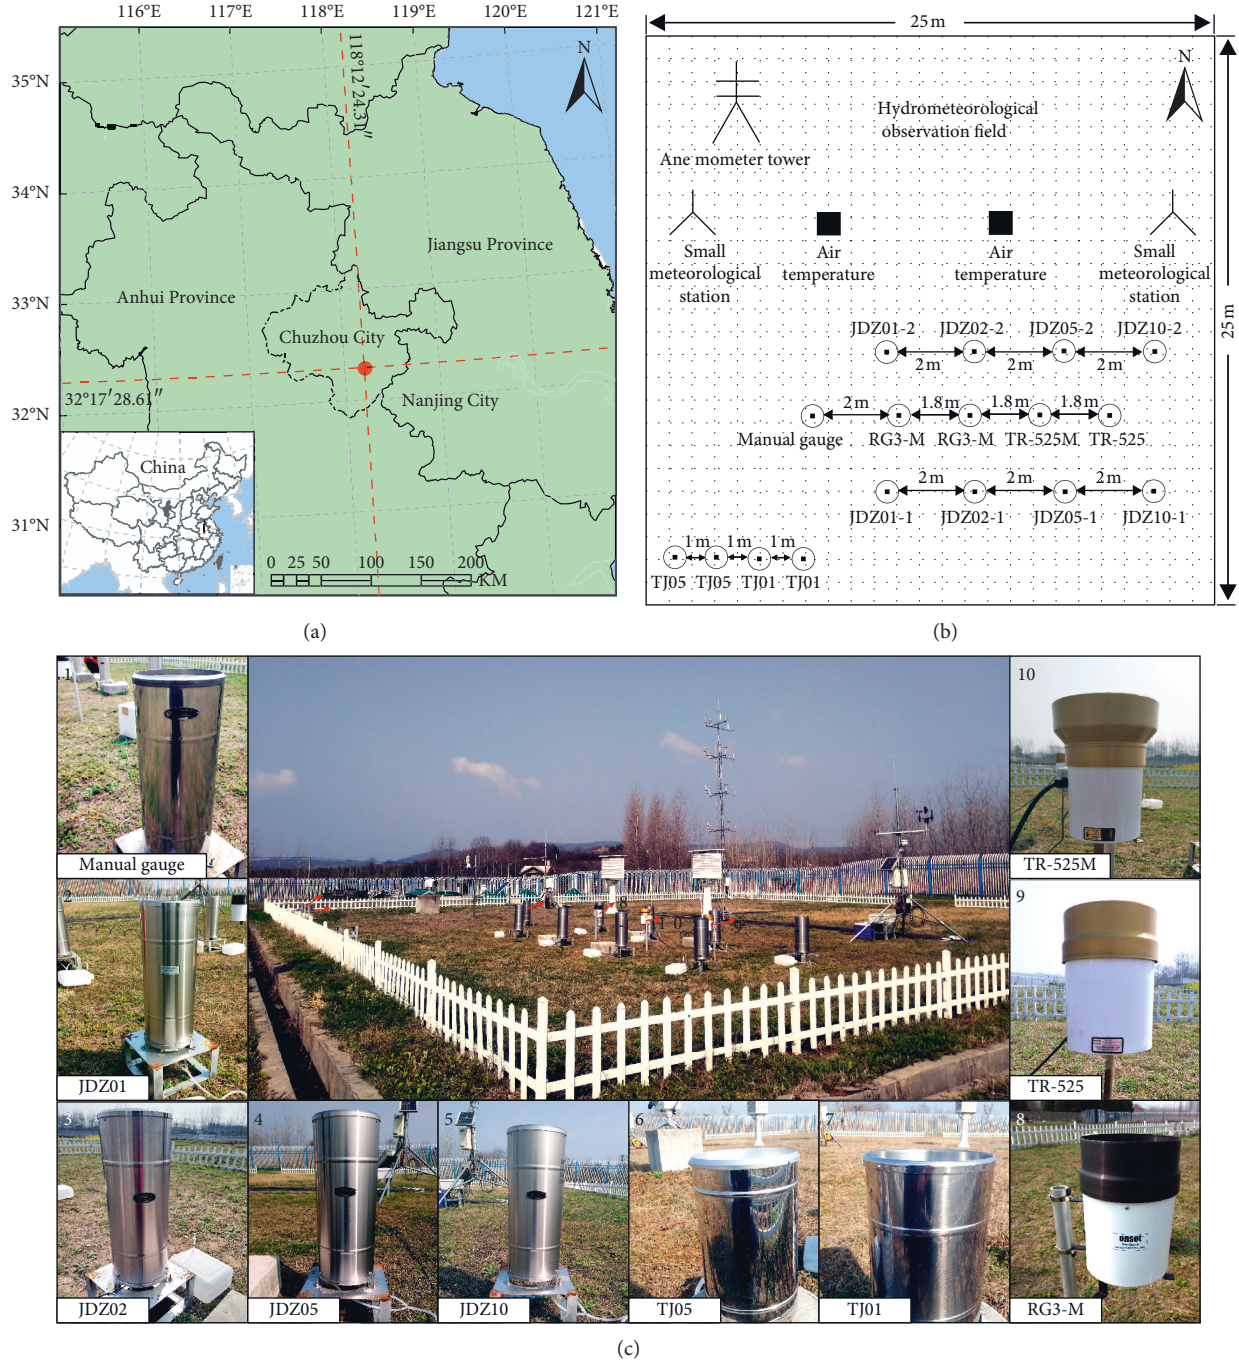 116°E 117°E 118°E 119°E 120°E 121°E
35°N
34°N
33°N
32°N
31°N
118°12′24.31″
N
Jiangsu Province
Anhui Province
Chuzhou City
32°17′28.61″
Nanjing City
China
0 25 50 100 150 200
KM
(a)
25 m
N
Hydrometeorological
observation field
Ane mometer tower
Small
meteorological
station
Air
temperature
Air
temperature
Small
meteorological
station
25 m
JDZ01-2 JDZ02-2 JDZ05-2 JDZ10-2
2 m 2 m 2 m
2 m 1.8 m 1.8 m 1.8 m
Manual gauge RG3-M RG3-M TR-525M TR-525
2 m 2 m 2 m
JDZ01-1 JDZ02-1 JDZ05-1 JDZ10-1
1 m 1 m 1 m
TJ05 TJ05 TJ01 TJ01
(b)
1
Manual gauge
2
JDZ01
3
JDZ02
4
JDZ05
5
JDZ10
6
TJ05
7
TJ01
8
onset
RG3-M
9
TR-525
10
TR-525M
8
10
9
(c)